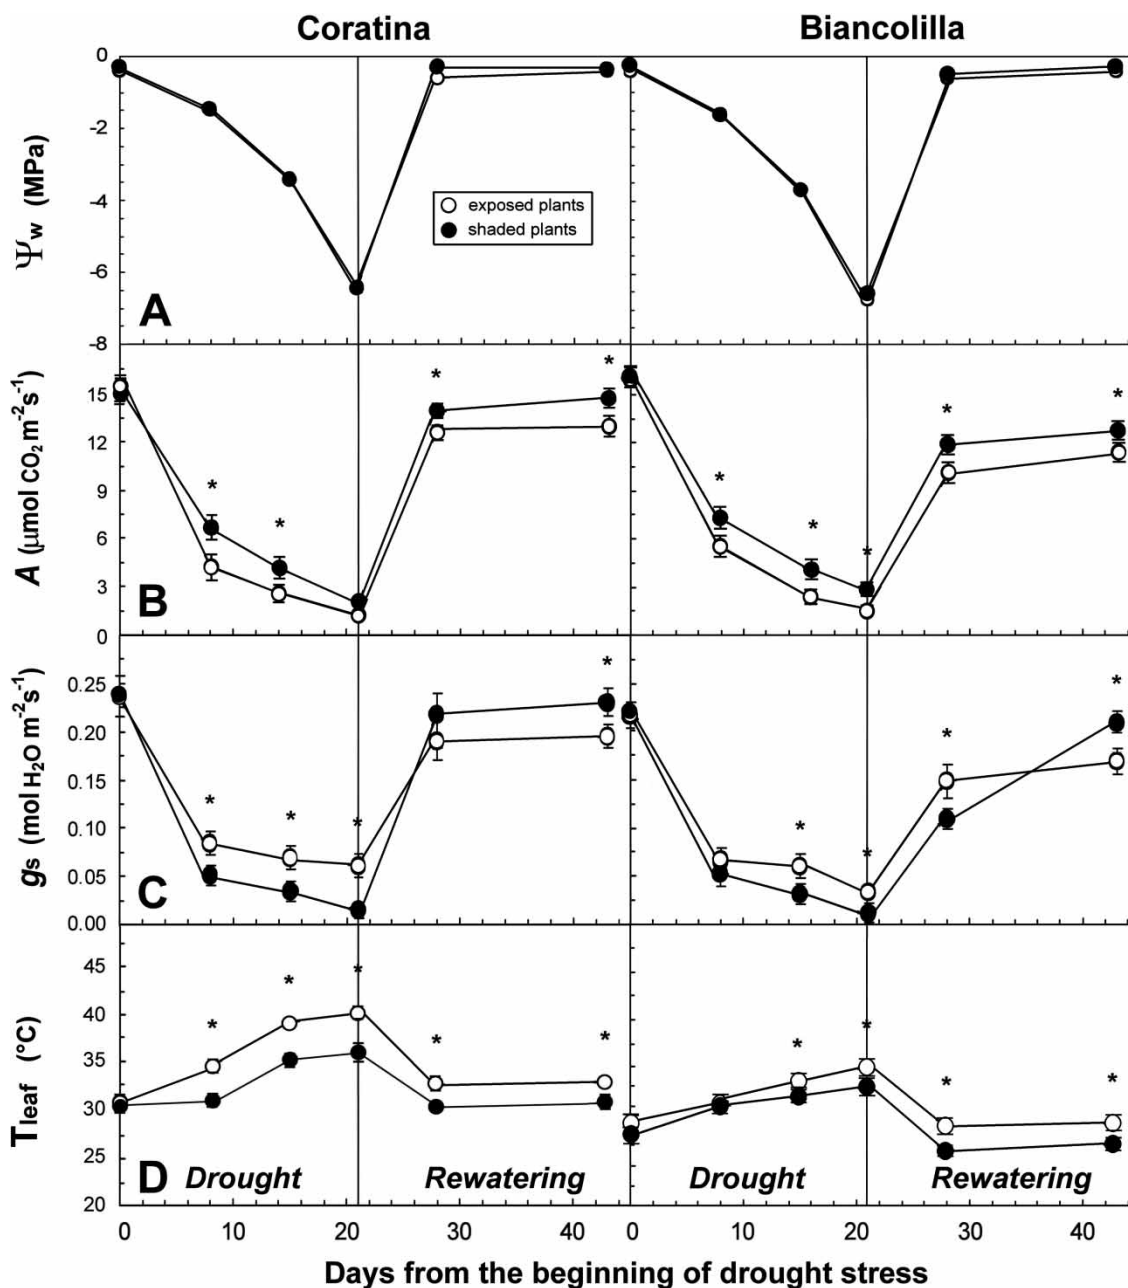 Coratina Biancolilla
0
-2
-4
-6
-8
Ψw (MPa)
exposed plants
shaded plants
A
15
12
9
6
3
0
A (μmol CO2 m-2s-1)
* * * *
* * * * *
B
0.25
0.20
0.15
0.10
0.05
0.00
gs (mol H2O m-2s-1)
* * * *
* * * *
C
45
40
35
30
25
20
Tleaf (°C)
* * * * *
* * * *
D Drought Rewatering Drought Rewatering
0 10 20 30 40 0 10 20 30 40
Days from the beginning of drought stress